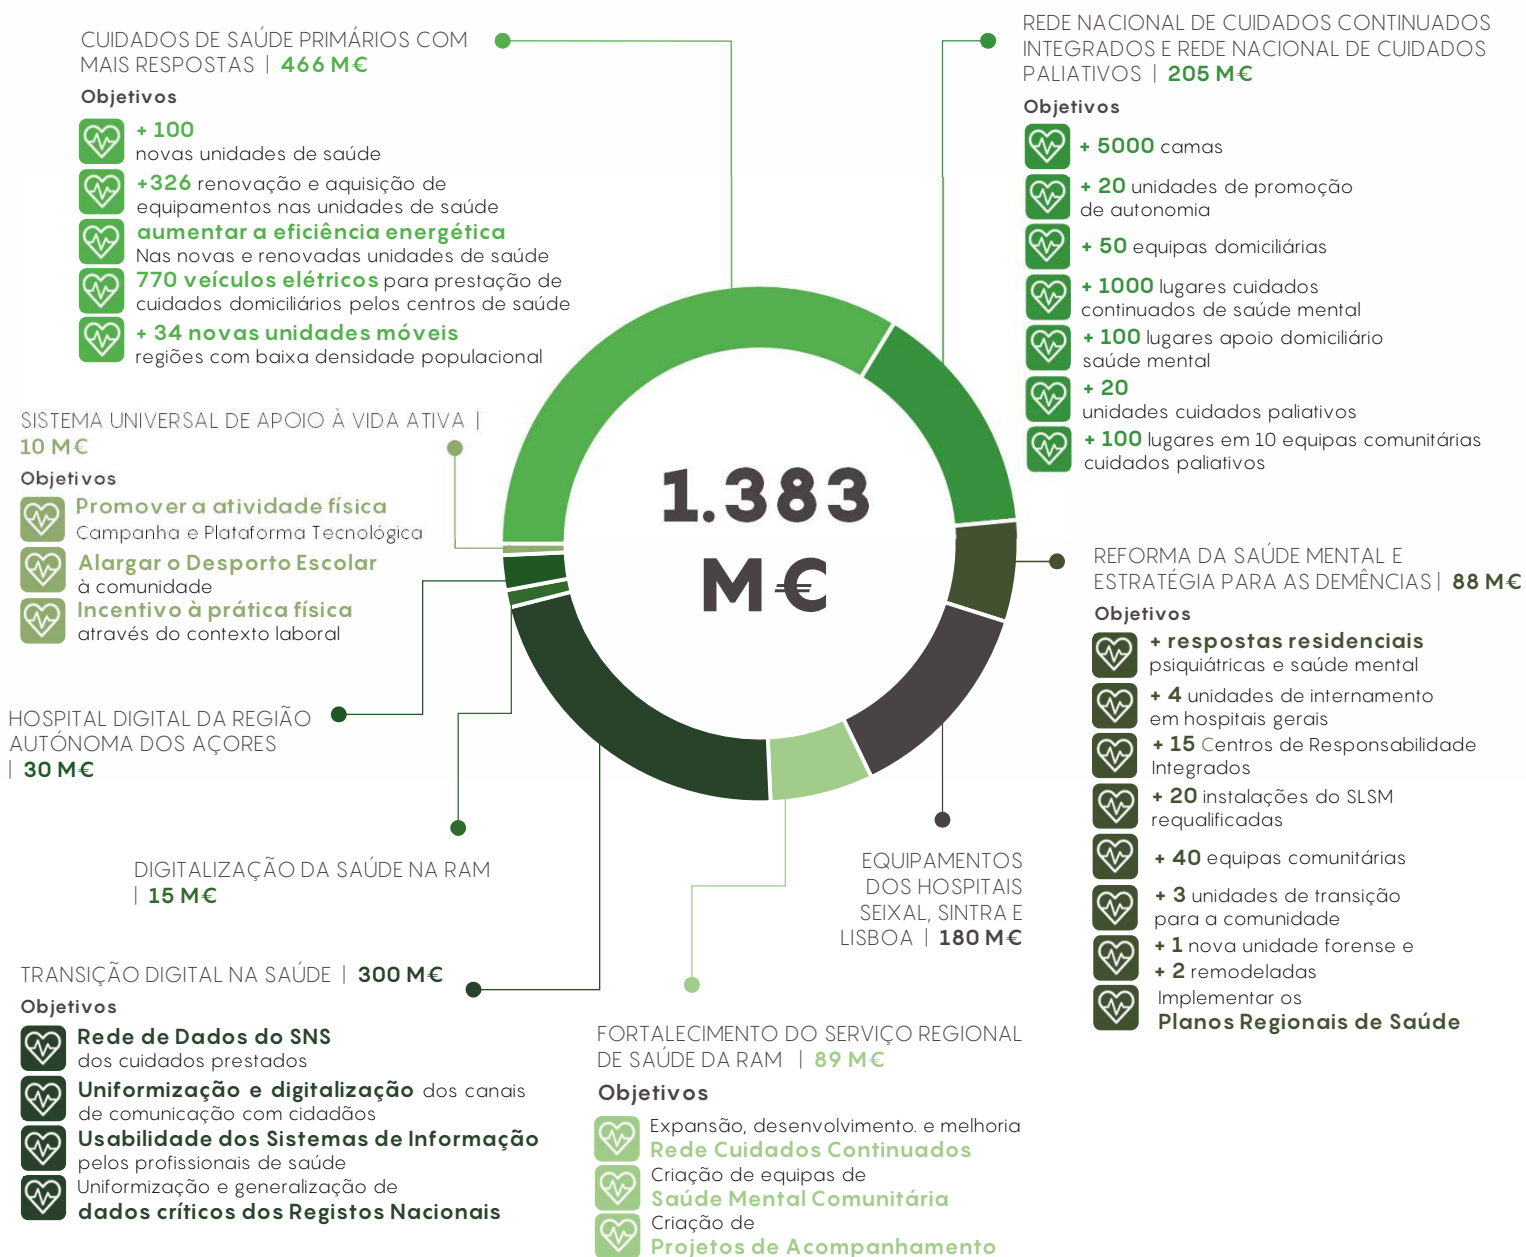 CUIDADOS DE SAÚDE PRIMÁRIOS COM
MAIS RESPOSTAS | 466 M€
Objetivos
+ 100
novas unidades de saúde
+326 renovação e aquisição de
equipamentos nas unidades de saúde
aumentar a eficiência energética
Nas novas e renovadas unidades de saúde
770 veículos elétricos para prestação de
cuidados domiciliários pelos centros de saúde
+ 34 novas unidades móveis
regiões com baixa densidade populacional
REDE NACIONAL DE CUIDADOS CONTINUADOS
INTEGRADOS E REDE NACIONAL DE CUIDADOS
PALIATIVOS | 205 M€
Objetivos
+ 5000 camas
+ 20 unidades de promoção
de autonomia
+ 50 equipas domiciliárias
+ 1000 lugares cuidados
continuados de saúde mental
+ 100 lugares apoio domiciliário
saúde mental
+ 20
unidades cuidados paliativos
+ 100 lugares em 10 equipas comunitárias
cuidados paliativos
SISTEMA UNIVERSAL DE APOIO À VIDA ATIVA |
10 M€
Objetivos
Promover a atividade física
Campanha e Plataforma Tecnológica
Alargar o Desporto Escolar
à comunidade
Incentivo à prática física
através do contexto laboral
1.383
M€
REFORMA DA SAÚDE MENTAL E
ESTRATÉGIA PARA AS DEMÊNCIAS | 88 M€
Objetivos
+ respostas residenciais
psiquiátricas e saúde mental
+ 4 unidades de internamento
em hospitais gerais
+ 15 Centros de Responsabilidade
Integrados
+ 20 instalações do SLSM
requalificadas
+ 40 equipas comunitárias
+ 3 unidades de transição
para a comunidade
+ 1 nova unidade forense e
+ 2 remodeladas
Implementar os
Planos Regionais de Saúde
HOSPITAL DIGITAL DA REGIÃO
AUTÓNOMA DOS AÇORES
| 30 M€
DIGITALIZAÇÃO DA SAÚDE NA RAM
| 15 M€
EQUIPAMENTOS
DOS HOSPITAIS
SEIXAL, SINTRA E
LISBOA | 180 M€
TRANSIÇÃO DIGITAL NA SAÚDE | 300 M€
Objetivos
Rede de Dados do SNS
dos cuidados prestados
Uniformização e digitalização dos canais
de comunicação com cidadãos
Usabilidade dos Sistemas de Informação
pelos profissionais de saúde
Uniformização e generalização de
dados críticos dos Registos Nacionais
FORTALECIMENTO DO SERVIÇO REGIONAL
DE SAÚDE DA RAM | 89 M€
Objetivos
Expansão, desenvolvimento. e melhoria
Rede Cuidados Continuados
Criação de equipas de
Saúde Mental Comunitária
Criação de
Projetos de Acompanhamento